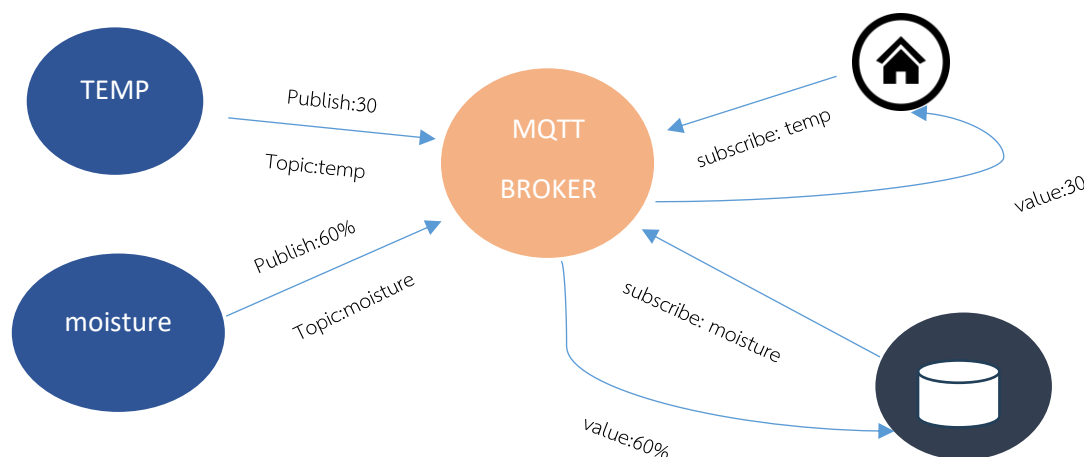 TEMP
Publish:30
Topic:temp
MQTT
BROKER
subscribe: temp
value:30
moisture
Publish:60%
Topic:moisture
subscribe: moisture
value:60%